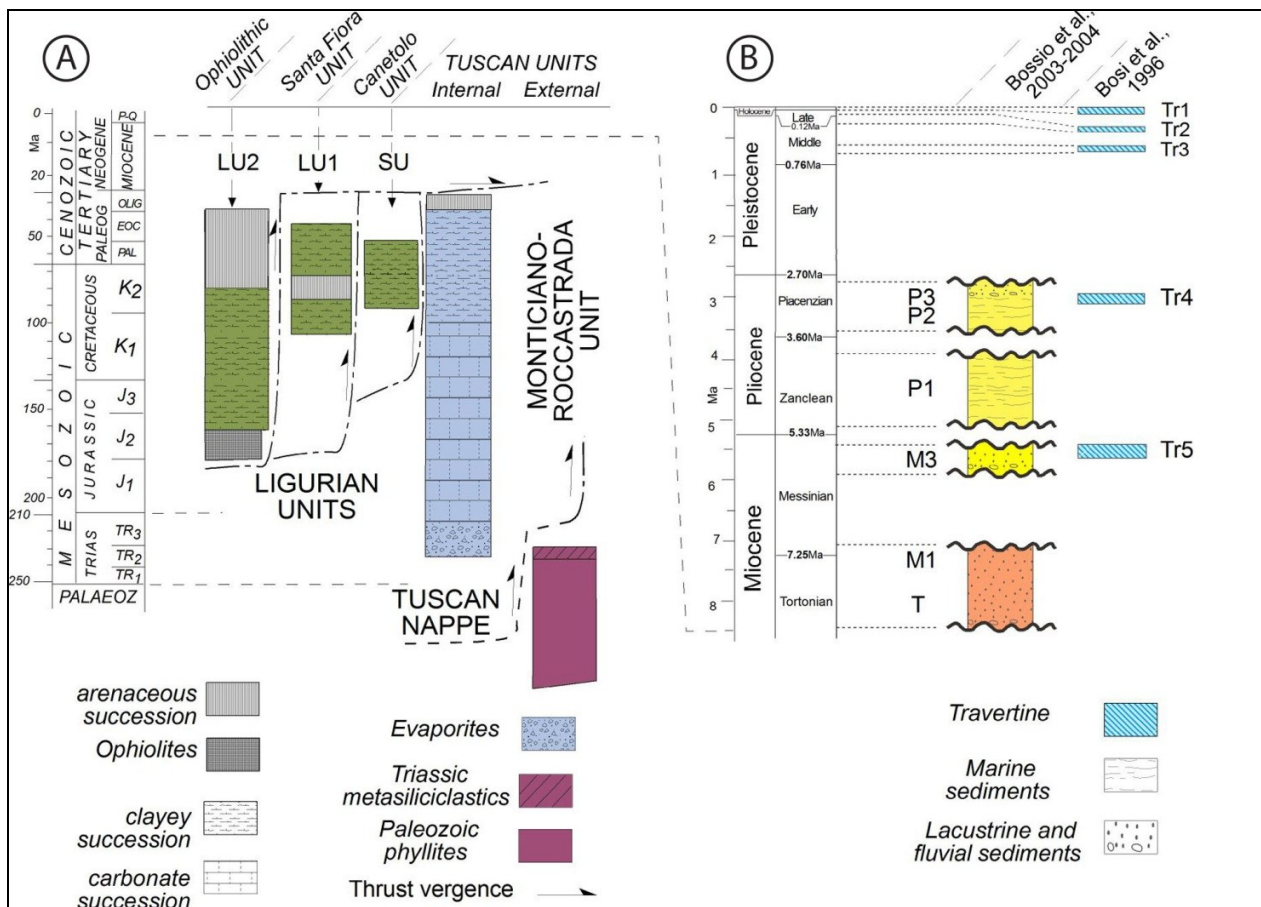 A
Ophiolithic
UNIT
Santa Fiora
UNIT
Canetolo
UNIT
TUSCAN UNITS
Internal
External
0
Ma
20
50
100
150
200
210
250
CENOZOIC
MESOZOIC
TERTIARY
NEOGENE
PALEOG
CRETACEOUS
JURASSIC
TRIAS
P-Q
MIOCENE
OLIG
EOC
PAL
K2
K1
J3
J2
J1
TR3
TR2
TR1
PALAEOZ
LU2
LU1
SU
LIGURIAN
UNITS
TUSCAN
NAPPE
MONTICIANO-
ROCCASTRADA
UNIT
arenaceous
succession
Ophiolites
clayey
succession
carbonate
succession
Evaporites
Triassic
metasiliciclastics
Paleozoic
phyllites
Thrust vergence
B
Bossio et al.,
2003-2004
Bosi et al.,
1996
0
1
2
3
4
Ma
5
6
7
8
Pleistocene
Pliocene
Miocene
Holocene
Late
0.12Ma
Middle
0.76Ma
Early
2.70Ma
Piacenzian
3.60Ma
Zanclean
5.33Ma
Messinian
7.25Ma
Tortonian
P3
P2
P1
M3
M1
T
Tr1
Tr2
Tr3
Tr4
Tr5
Travertine
Marine
sediments
Lacustrine and
fluvial sediments